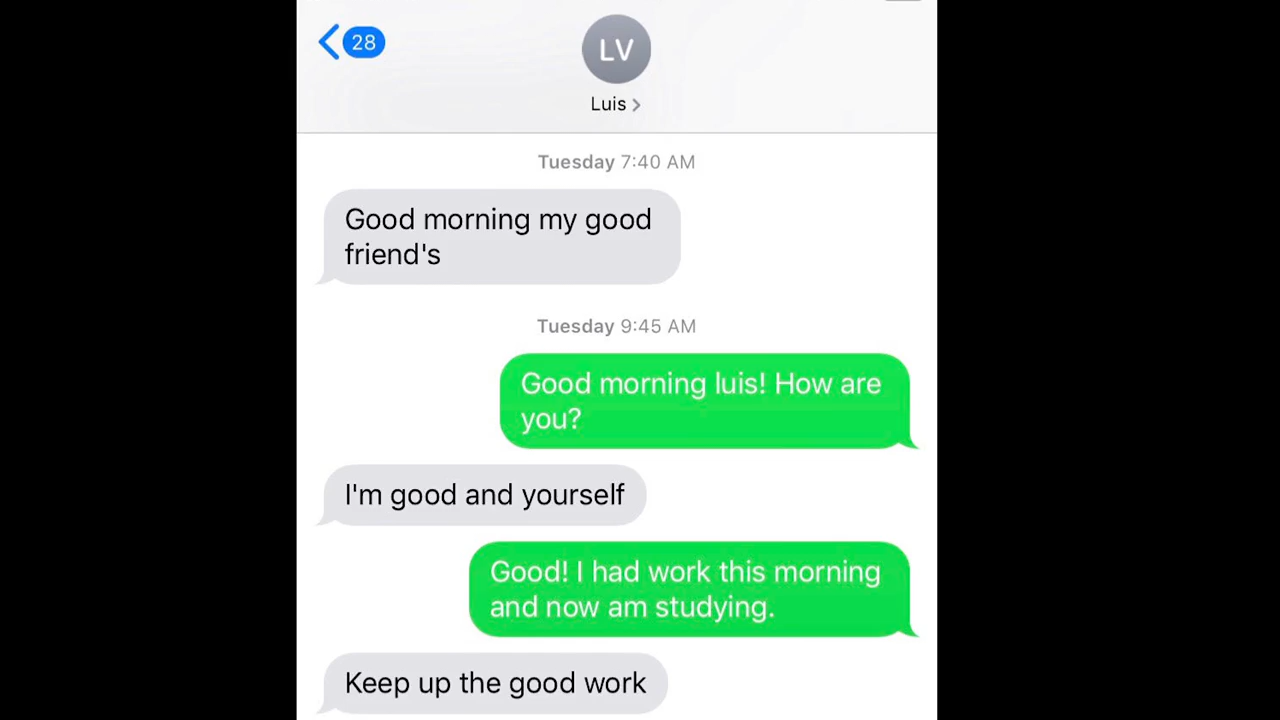 28
LV
Luis
Tuesday 7:40 AM
Good morning my good
friend's
Tuesday 9:45 AM
Good morning luis! How are
you?
I'm good and yourself
Good! I had work this morning
and now am studying.
Keep up the good work